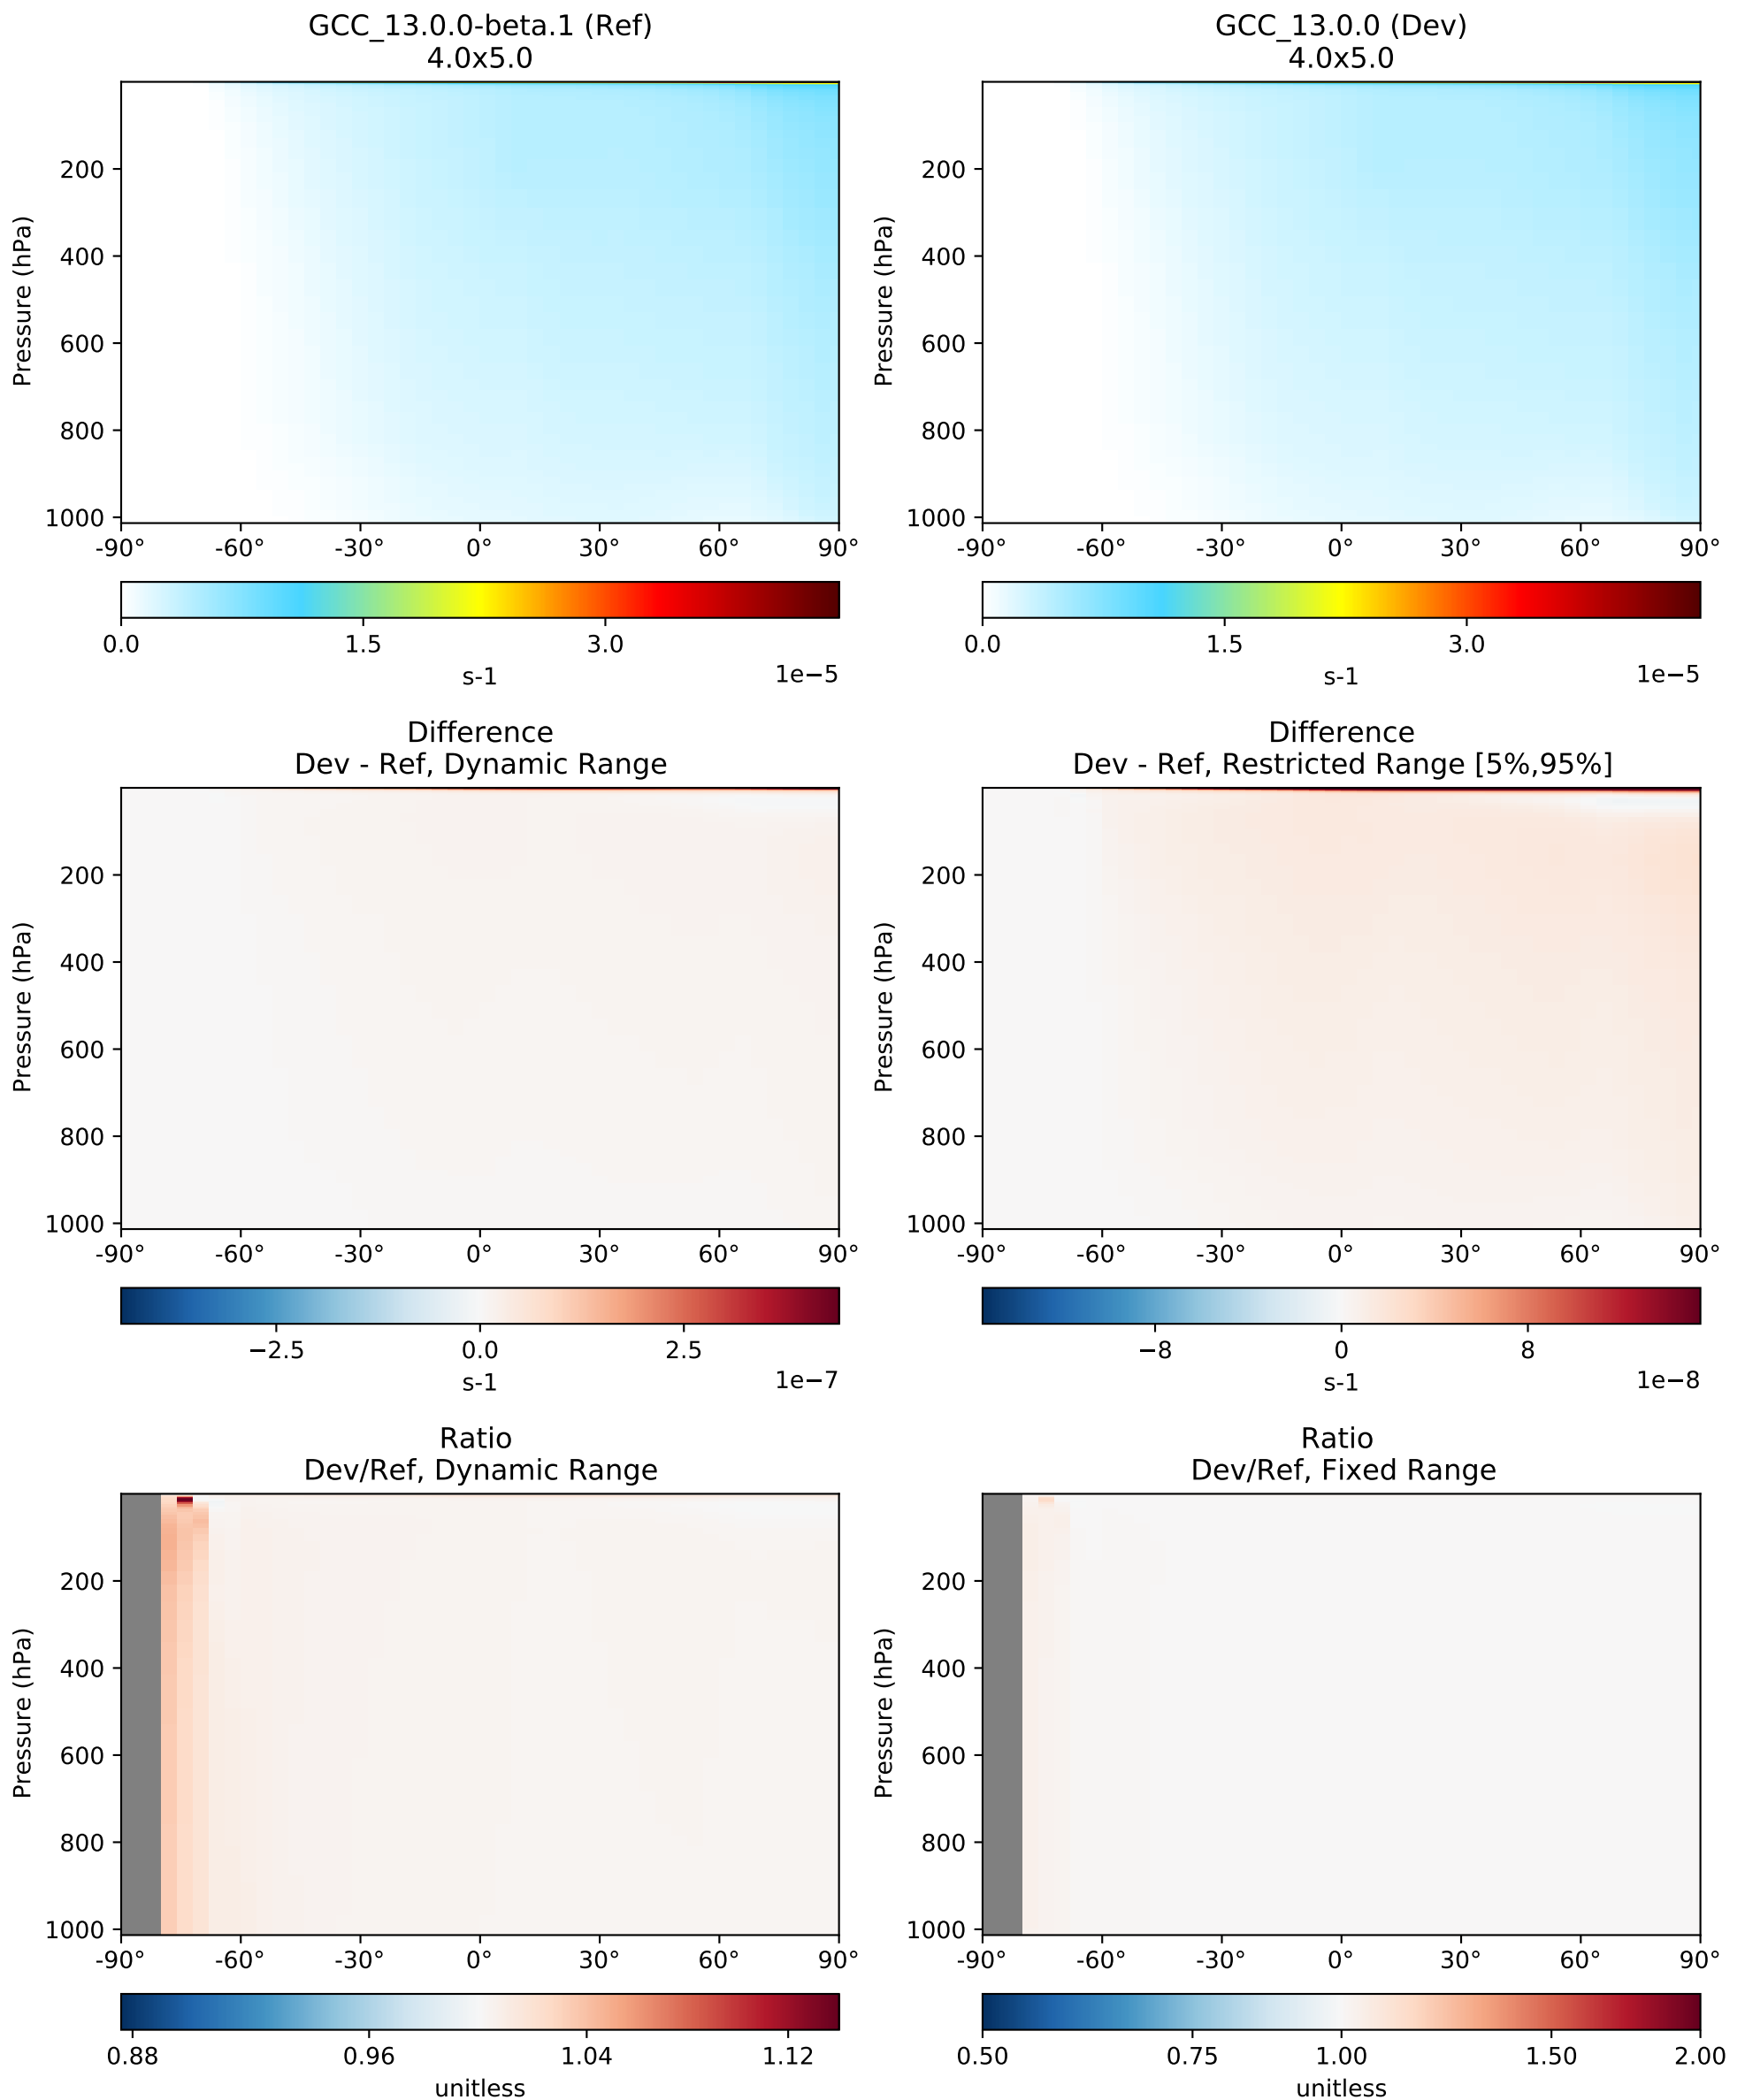 GCC_13.0.0-beta.1 (Ref)
4.0x5.0
Pressure (hPa)
200
400
600
800
1000
-90° -60° -30° 0° 30° 60° 90°
0.0 1.5 3.0
s-1 1e−5
GCC_13.0.0 (Dev)
4.0x5.0
Pressure (hPa)
200
400
600
800
1000
-90° -60° -30° 0° 30° 60° 90°
0.0 1.5 3.0
s-1 1e−5
Difference
Dev - Ref, Dynamic Range
Pressure (hPa)
200
400
600
800
1000
-90° -60° -30° 0° 30° 60° 90°
−2.5 0.0 2.5
s-1 1e−7
Difference
Dev - Ref, Restricted Range [5%,95%]
Pressure (hPa)
200
400
600
800
1000
-90° -60° -30° 0° 30° 60° 90°
−8 0 8
s-1 1e−8
Ratio
Dev/Ref, Dynamic Range
Pressure (hPa)
200
400
600
800
1000
-90° -60° -30° 0° 30° 60° 90°
0.88 0.96 1.04 1.12
unitless
Ratio
Dev/Ref, Fixed Range
Pressure (hPa)
200
400
600
800
1000
-90° -60° -30° 0° 30° 60° 90°
0.50 0.75 1.00 1.50 2.00
unitless